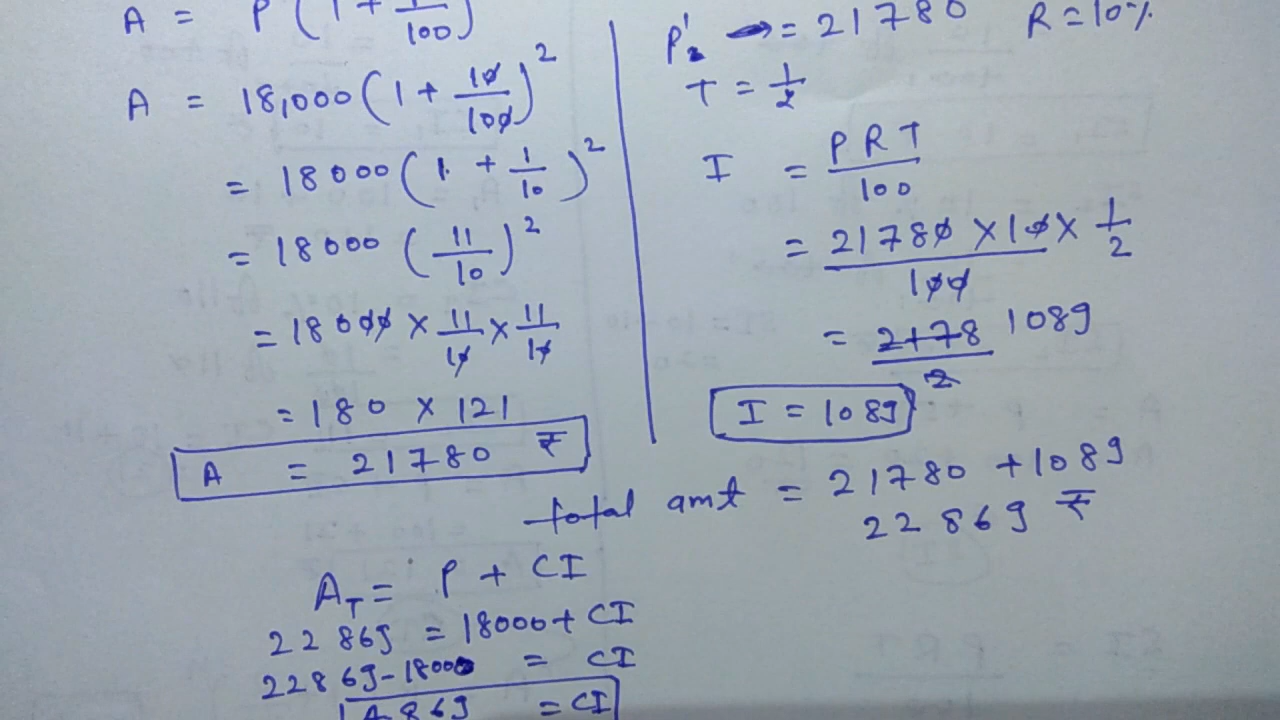 A = P(1 + /100)
A = 18,000(1 + 10/100)²
= 18000(1 + 1/10)²
= 18000(11/10)²
= 18000 × 11/10 × 11/10
= 180 × 121
A = 21780 ₹
P'₂ = 21780 R = 10%
T = 1/2
I = PRT/100
= 21780 × 10 × 1/2 / 100
= 2178/2 1089
I = 1089
total amt = 21780 + 1089
22869 ₹
A_T = P + CI
22869 = 18000 + CI
22869 - 18000 = CI
4869 = CI